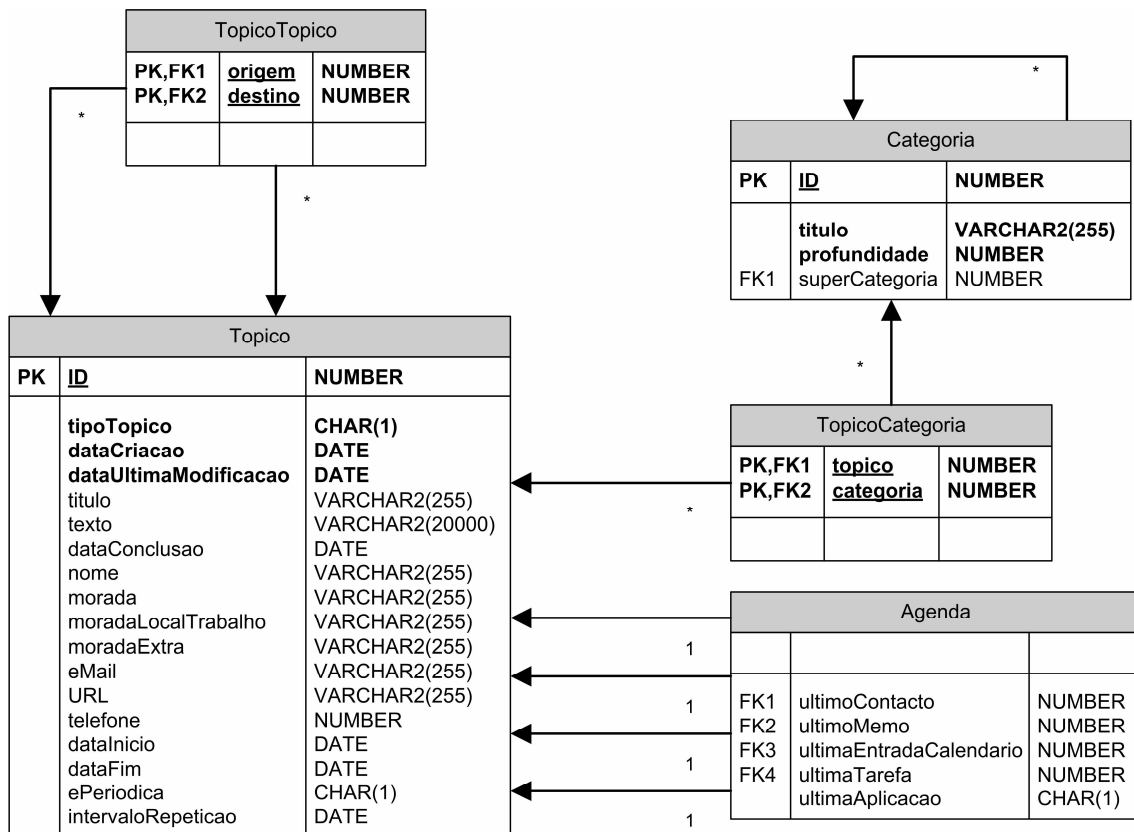 TopicoTopico
PK,FK1 origem NUMBER
PK,FK2 destino NUMBER
*
*
Categoria
*
PK ID NUMBER
titulo VARCHAR2(255)
profundidade NUMBER
FK1 superCategoria NUMBER
*
Topico
PK ID NUMBER
tipoTopico CHAR(1)
dataCriacao DATE
dataUltimaModificacao DATE
titulo VARCHAR2(255)
texto VARCHAR2(20000)
dataConclusao DATE
nome VARCHAR2(255)
morada VARCHAR2(255)
moradaLocalTrabalho VARCHAR2(255)
moradaExtra VARCHAR2(255)
eMail VARCHAR2(255)
URL VARCHAR2(255)
telefone NUMBER
dataInicio DATE
dataFim DATE
ePeriodica CHAR(1)
intervaloRepeticao DATE
TopicoCategoria
PK,FK1 topico NUMBER
PK,FK2 categoria NUMBER
*
Agenda
FK1 ultimoContacto NUMBER
FK2 ultimoMemo NUMBER
FK3 ultimaEntradaCalendario NUMBER
FK4 ultimaTarefa NUMBER
ultimaAplicacao CHAR(1)
1
1
1
1